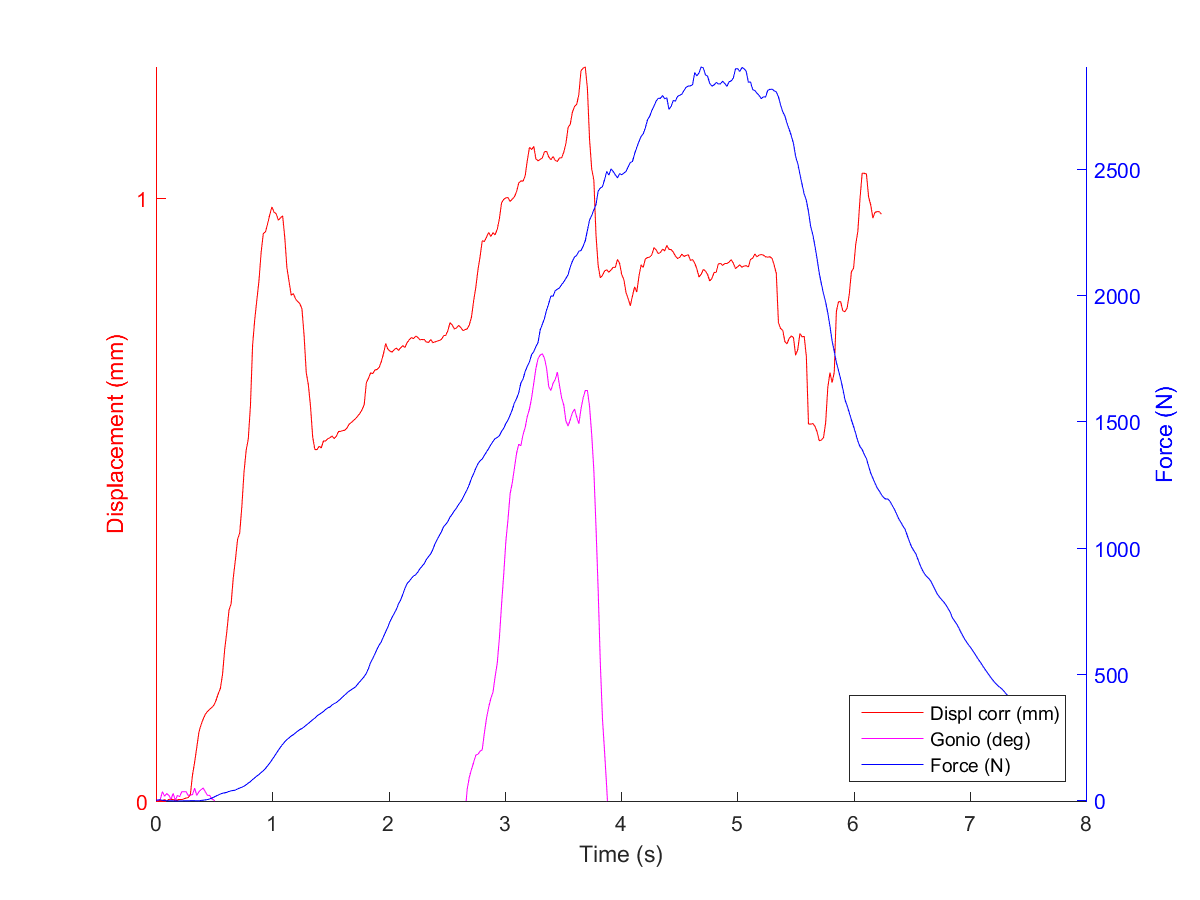 1
0
Displacement (mm)
2500
2000
1500
1000
500
0
Force (N)
Displ corr (mm)
Gonio (deg)
Force (N)
0 1 2 3 4 5 6 7 8
Time (s)